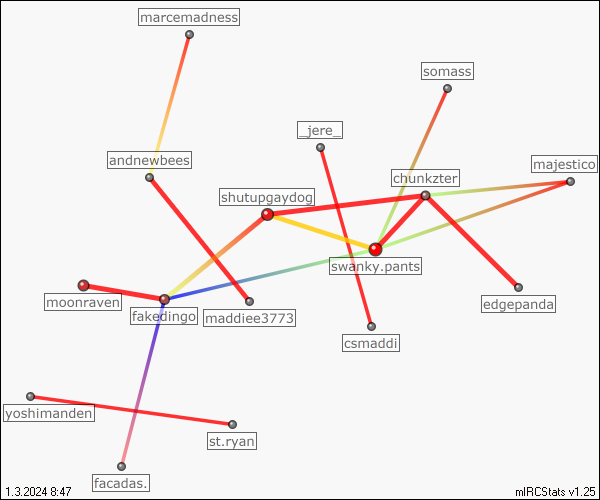 marcemadness
somass
_jere_
andnewbees
majestico
chunkzter
shutupgaydog
swanky.pants
moonraven
edgepanda
fakedingo
maddiee3773
csmaddi
yoshimanden
st.ryan
facadas.
1.3.2024 8:47
mIRCStats v1.25